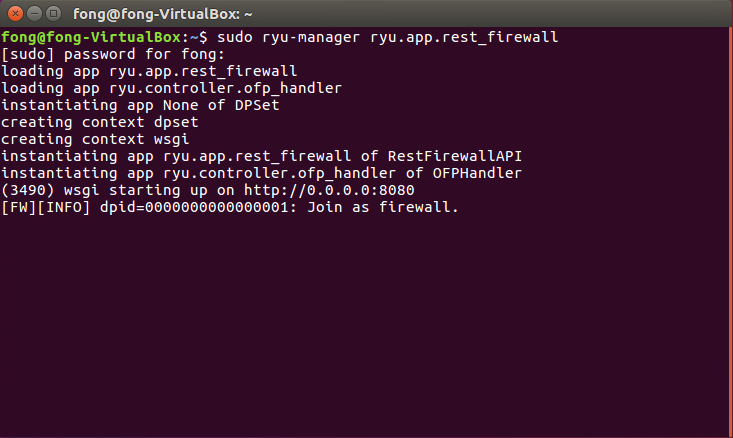 fong@fong-VirtualBox: ~
fong@fong-VirtualBox:~$ sudo ryu-manager ryu.app.rest_firewall
[sudo] password for fong:
loading app ryu.app.rest_firewall
loading app ryu.controller.ofp_handler
instantiating app None of DPSet
creating context dpset
creating context wsgi
instantiating app ryu.app.rest_firewall of RestFirewallAPI
instantiating app ryu.controller.ofp_handler of OFPHandler
(3490) wsgi starting up on http://0.0.0.0:8080
[FW][INFO] dpid=0000000000000001: Join as firewall.